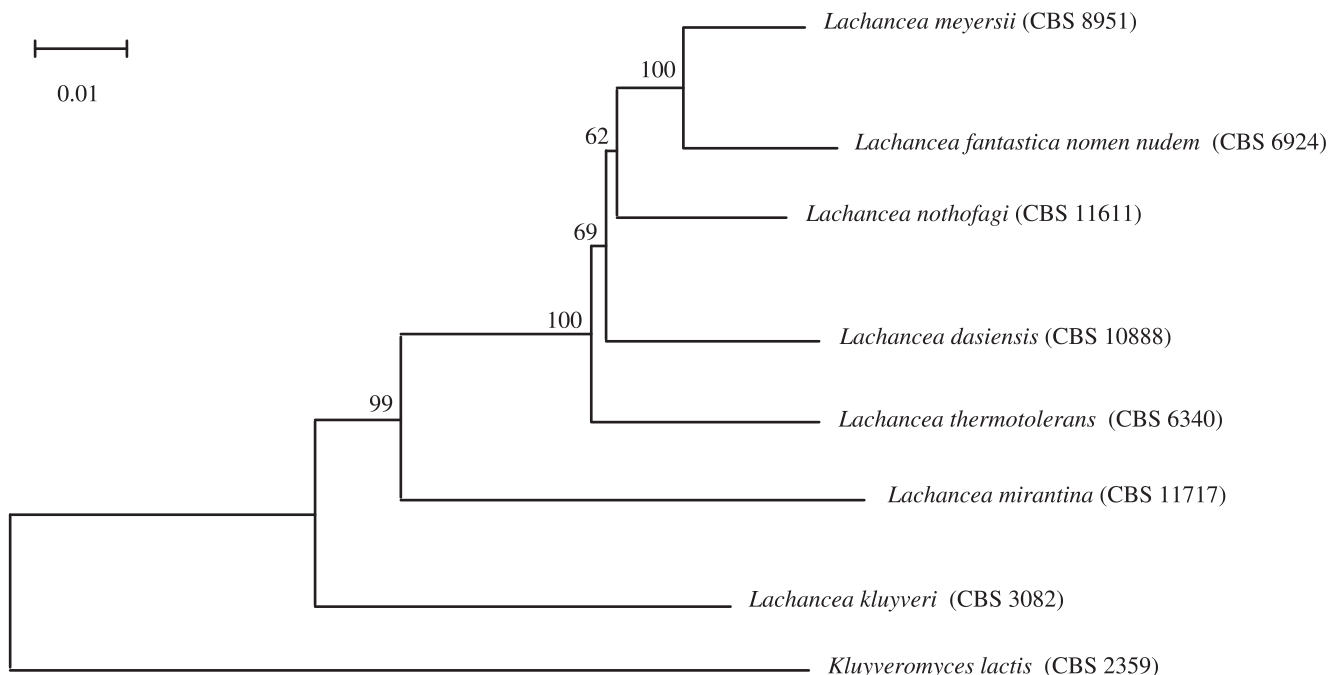 Lachancea meyersii (CBS 8951)
0.01
100
62
Lachancea fantastica nomen nudem (CBS 6924)
Lachancea nothofagi (CBS 11611)
69
100
Lachancea dasiensis (CBS 10888)
99
Lachancea thermotolerans (CBS 6340)
Lachancea mirantina (CBS 11717)
Lachancea kluyveri (CBS 3082)
Kluyveromyces lactis (CBS 2359)